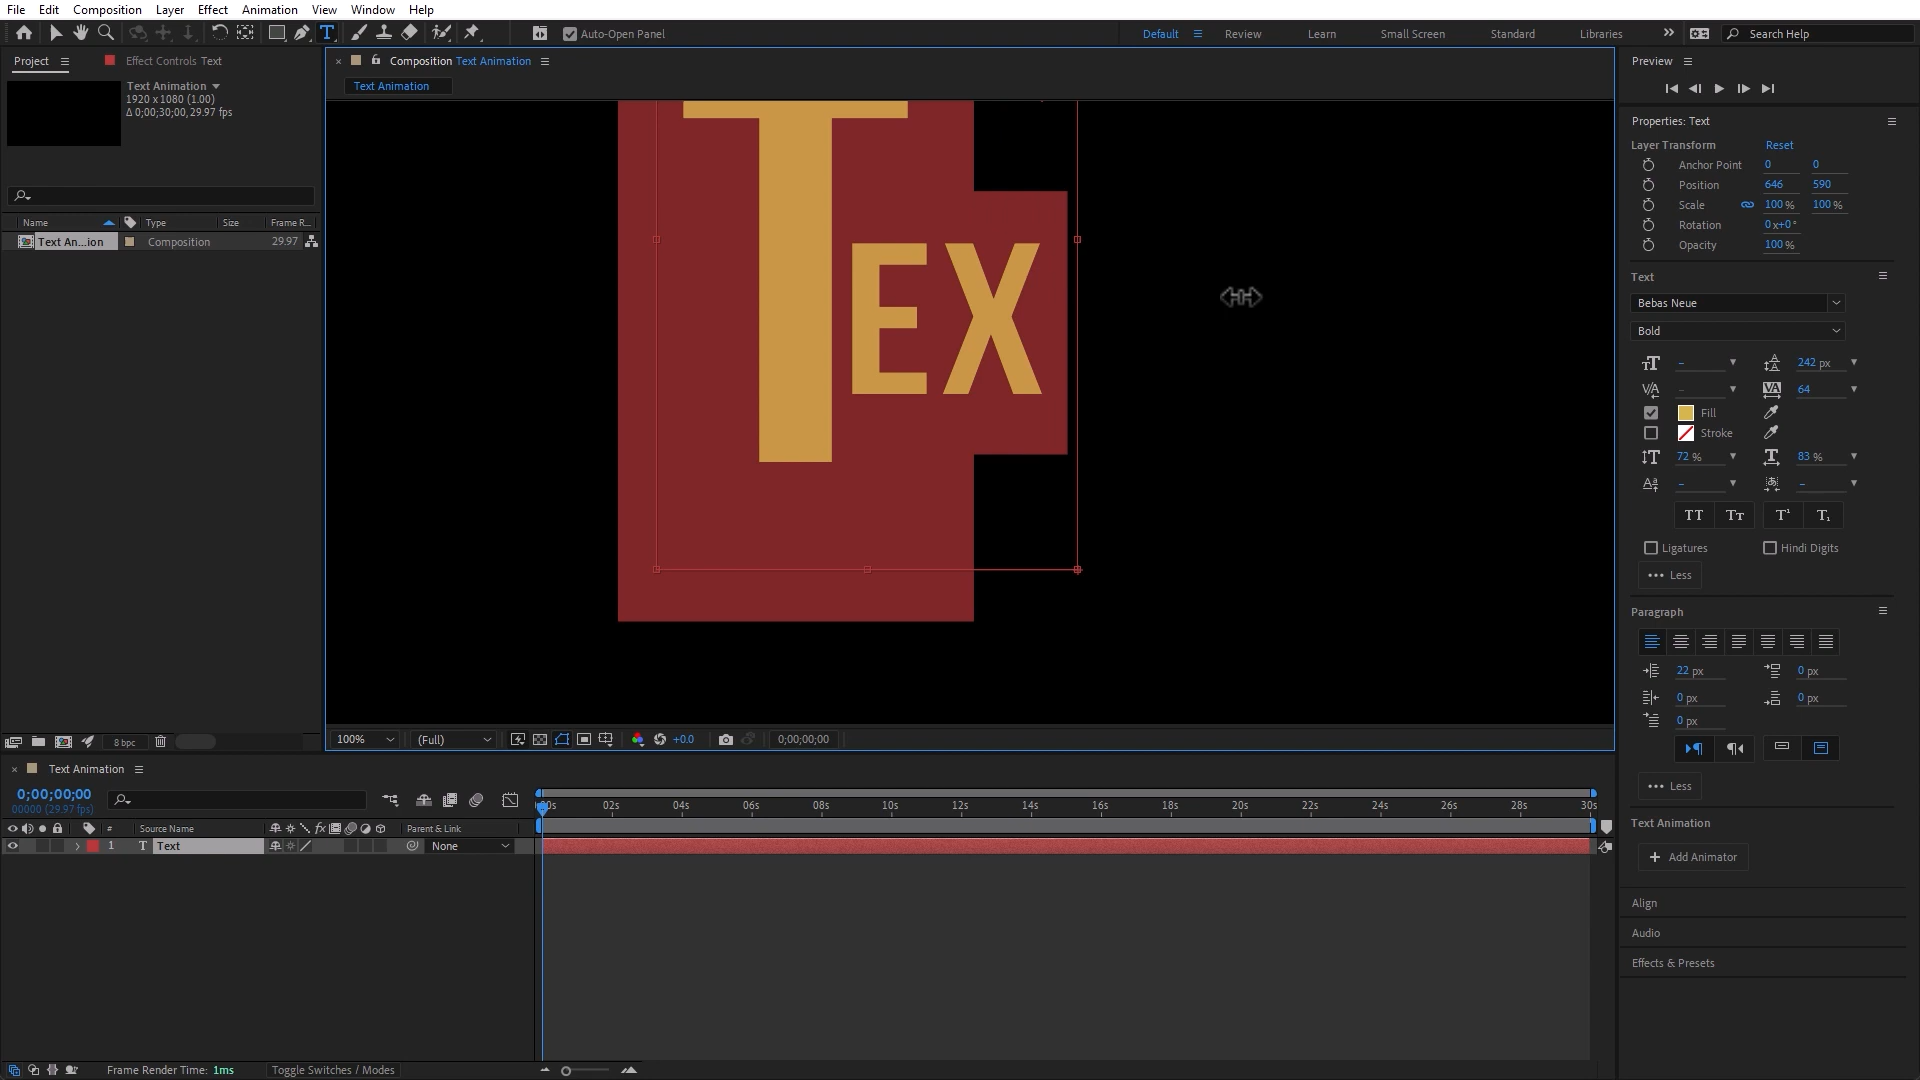 File Edit Composition Layer Effect Animation View Window Help
Auto-Open Panel
Default Review Learn Small Screen Standard Libraries Search Help
Project Effect Controls Text
Composition Text Animation
Text Animation
Text Animation
1920 x 1080 (1.00)
Δ 0;00;30;00, 29.97 fps
Name Type Size Frame R...
Text An...ion Composition 29.97
TEX
8 bpc
100% (Full) +0.0 0;00;00;00
Preview
Properties: Text
Layer Transform Reset
Anchor Point 0 0
Position 646 590
Scale 100 % 100 %
Rotation 0x+0°
Opacity 100 %
Text
Bebas Neue
Bold
242 px
64
Fill
Stroke
72 % 83 %
TT Tт T¹ T₁
Ligatures Hindi Digits
Less
Paragraph
22 px 0 px
0 px 0 px
0 px
Less
Text Animation
+ Add Animator
Align
Audio
Effects & Presets
Text Animation
0;00;00;00
00000 (29.97 fps)
02s 04s 06s 08s 10s 12s 14s 16s 18s 20s 22s 24s 26s 28s 30s
# Source Name fx Parent & Link
1 T Text None
Frame Render Time: 1ms Toggle Switches / Modes